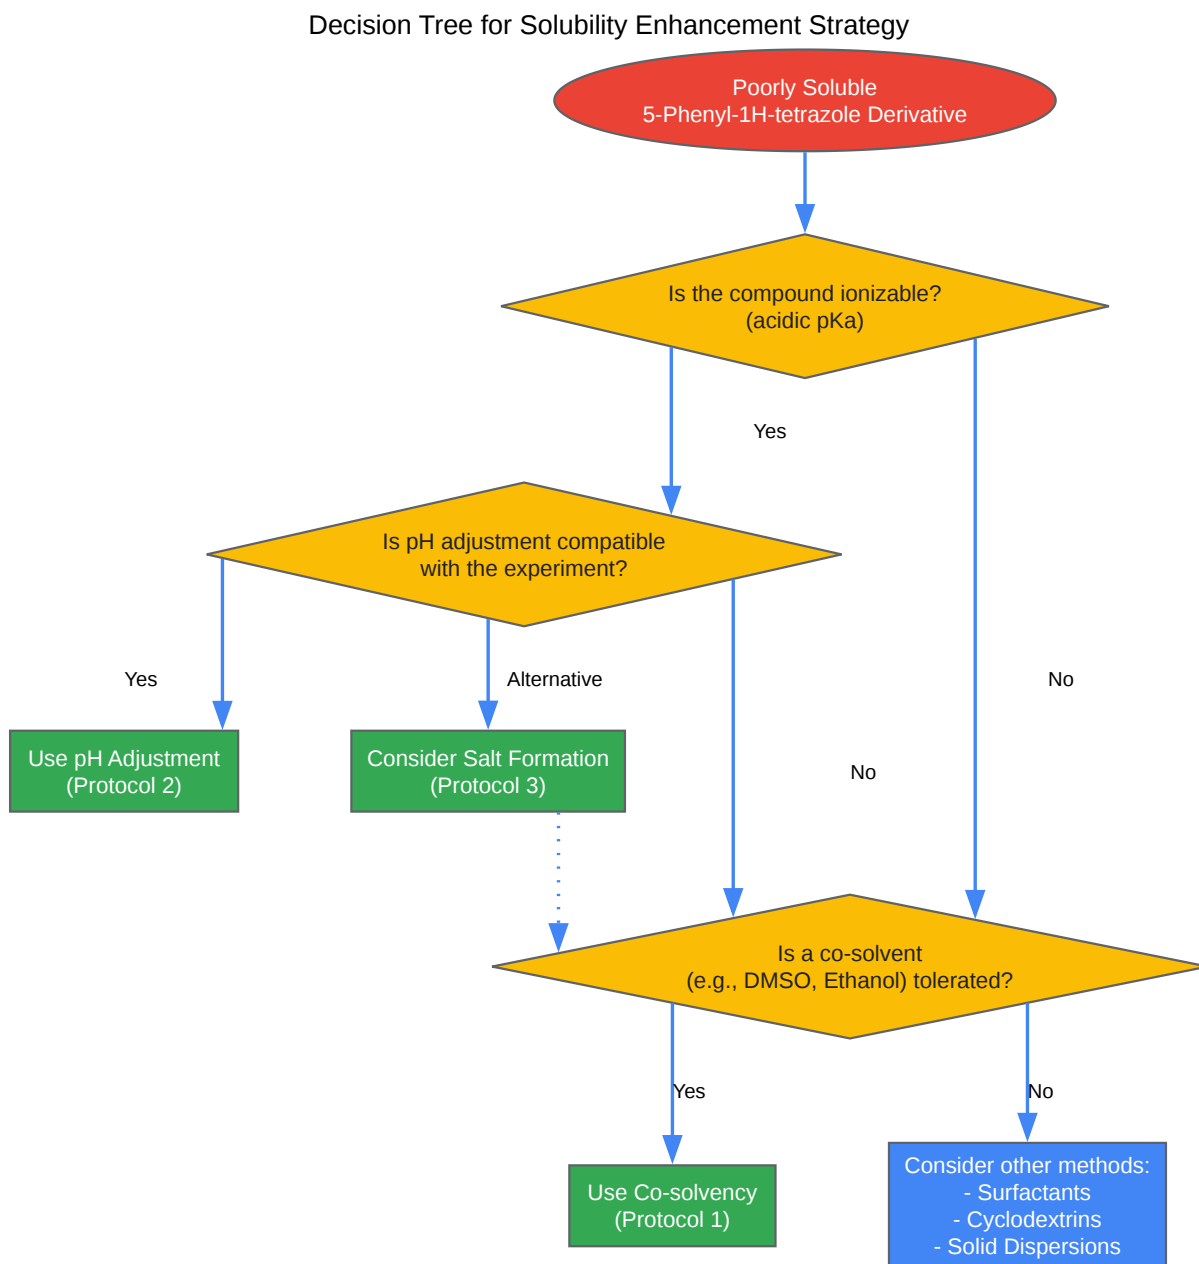 Decision Tree for Solubility Enhancement Strategy
Poorly Soluble
5-Phenyl-1H-tetrazole Derivative
Is the compound ionizable?
(acidic pKa)
Yes
Is pH adjustment compatible
with the experiment?
Yes
Alternative
No
Use pH Adjustment
(Protocol 2)
Consider Salt Formation
(Protocol 3)
No
Is a co-solvent
(e.g., DMSO, Ethanol) tolerated?
Yes
No
Use Co-solvency
(Protocol 1)
Consider other methods:
- Surfactants
- Cyclodextrins
- Solid Dispersions